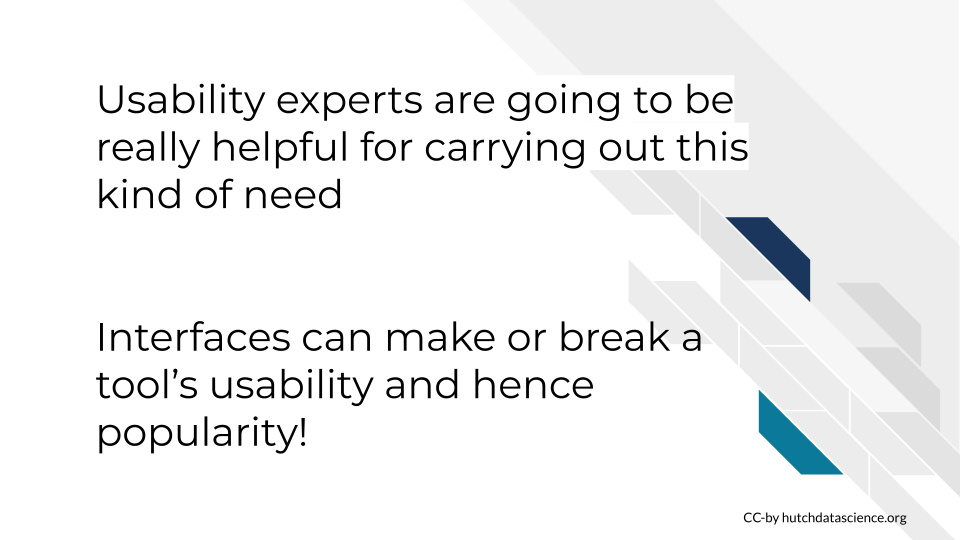 Usability experts are going to be
really helpful for carrying out this
kind of need
Interfaces can make or break a
tool’s usability and hence
popularity!
CC-by hutchdatascience.org